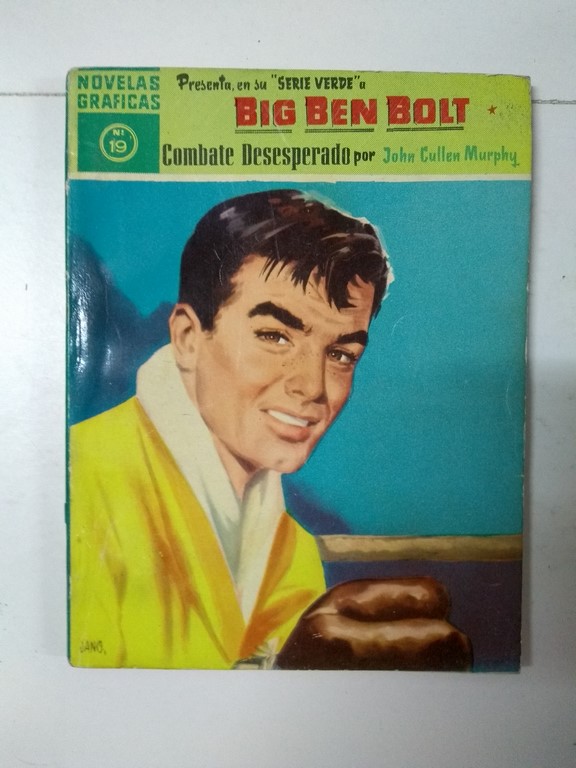 NOVELAS
GRAFICAS
Nº
19
Presenta, en su "SERIE VERDE" a
BIG BEN BOLT
Combate Desesperado por John Cullen Murphy
JANO.